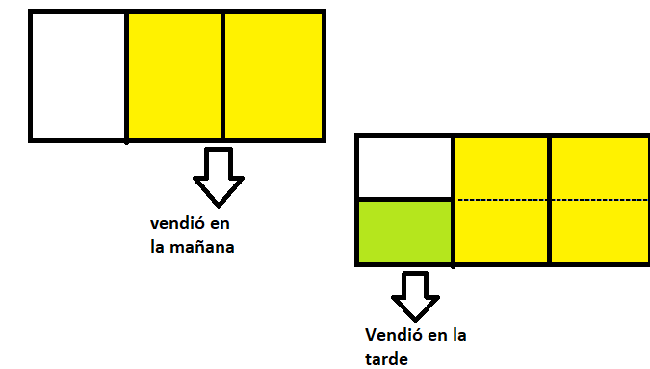 vendió en
la mañana
Vendió en la
tarde